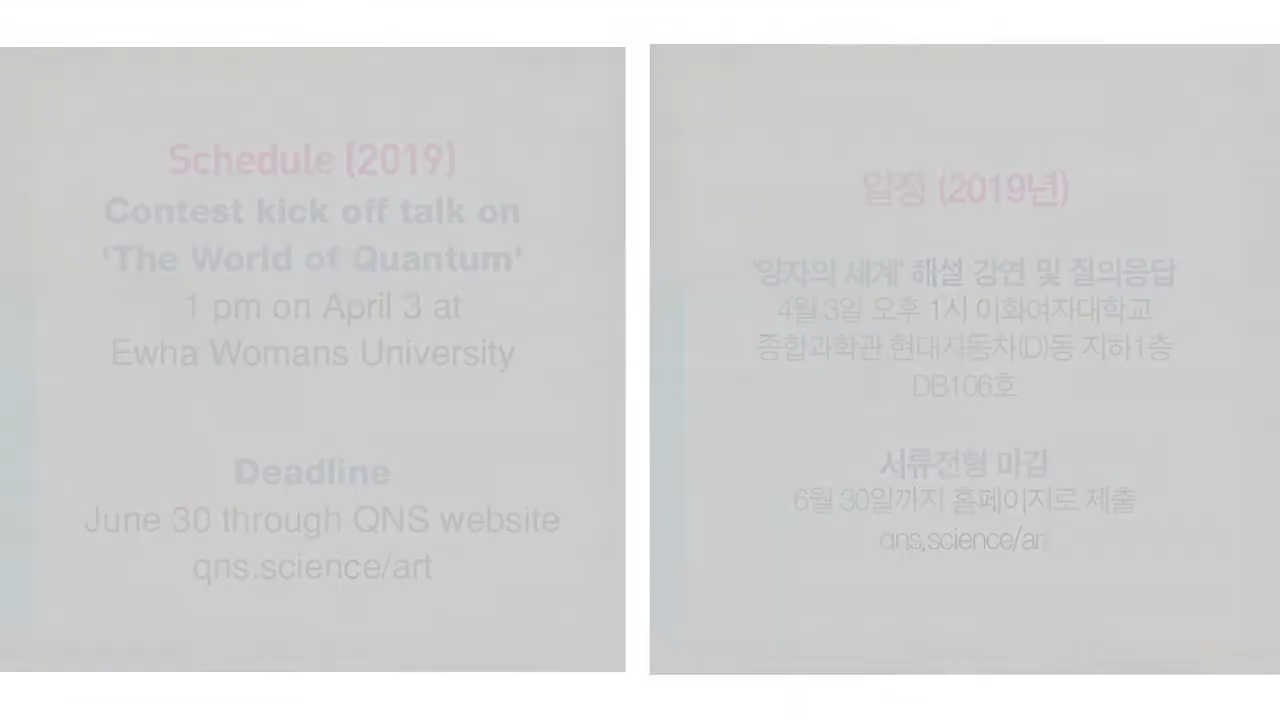 Schedule (2019)
Contest kick off talk on
'The World of Quantum'
1 pm on April 3 at
Ewha Womans University
Deadline
June 30 through QNS website
qns.science/art
일정 (2019년)
'양자의 세계' 해설 강연 및 질의응답
4월 3일 오후 1시 이화여자대학교
종합과학관 현대자동차(D)동 지하1층
DB106호
서류전형 마감
6월 30일까지 홈페이지로 제출
qns.science/art